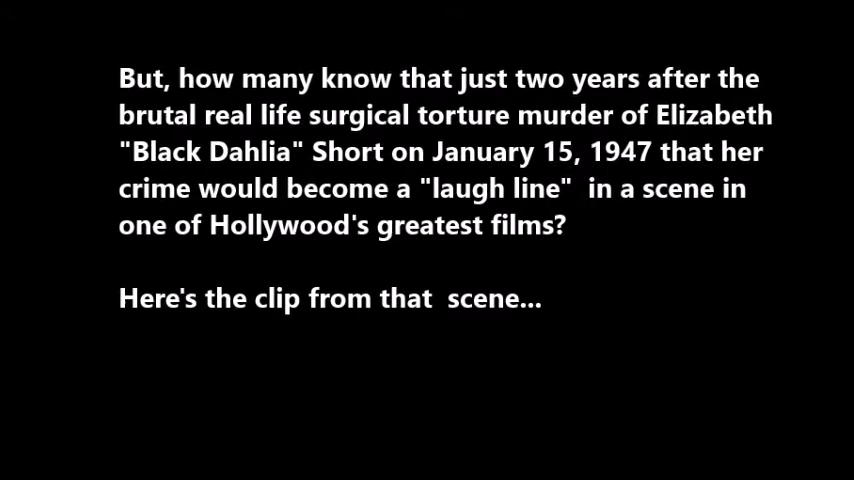 But, how many know that just two years after the
brutal real life surgical torture murder of Elizabeth
"Black Dahlia" Short on January 15, 1947 that her
crime would become a "laugh line"  in a scene in
one of Hollywood's greatest films?
Here's the clip from that  scene...